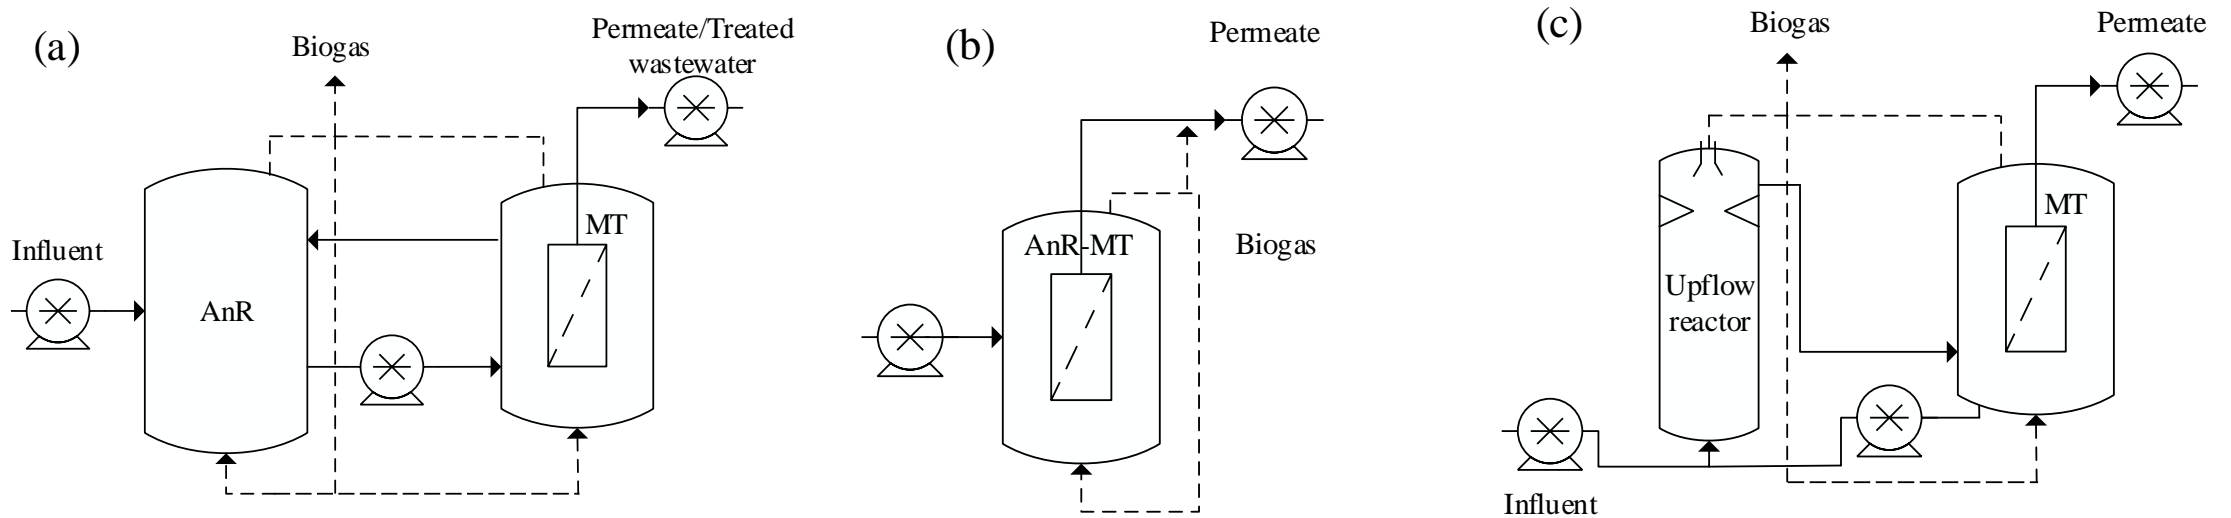 (a)
Biogas
Permeate/Treated
wastewater
MT
Influent
AnR
(b)
Permeate
AnR-MT
Biogas
(c)
Biogas
Permeate
MT
Upflow
reactor
Influent